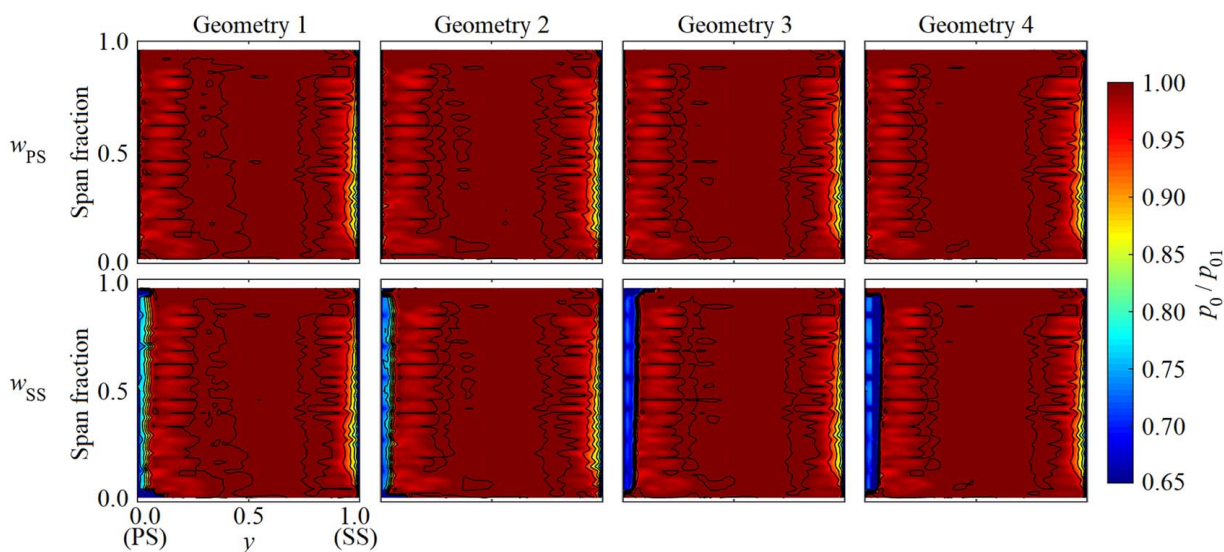 Geometry 1 Geometry 2 Geometry 3 Geometry 4
1.0
w_PS Span fraction 0.5
0.0
1.0
w_SS Span fraction 0.5
0.0
0.0 0.5 1.0
(PS) y (SS)
1.00
0.95
0.90
0.85
0.80
0.75
0.70
0.65
p_0 / p_01